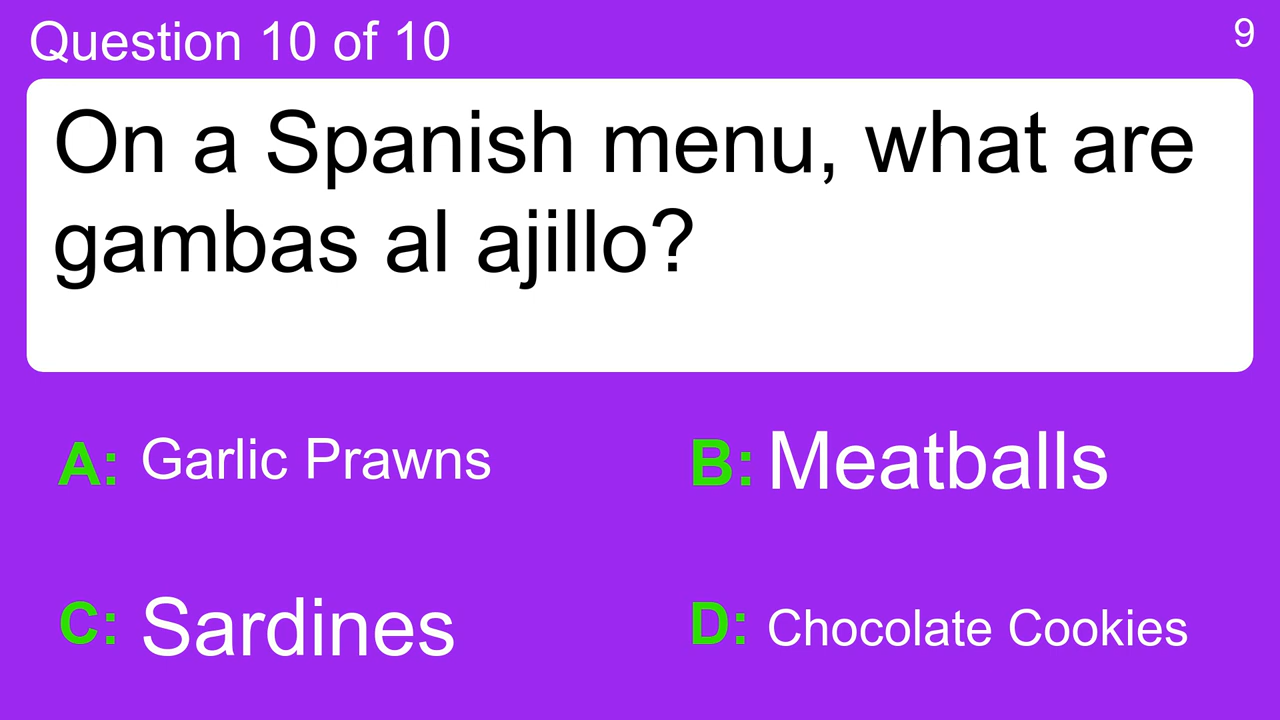 Question 10 of 10
9
On a Spanish menu, what are
gambas al ajillo?
A: Garlic Prawns
B: Meatballs
C: Sardines
D: Chocolate Cookies